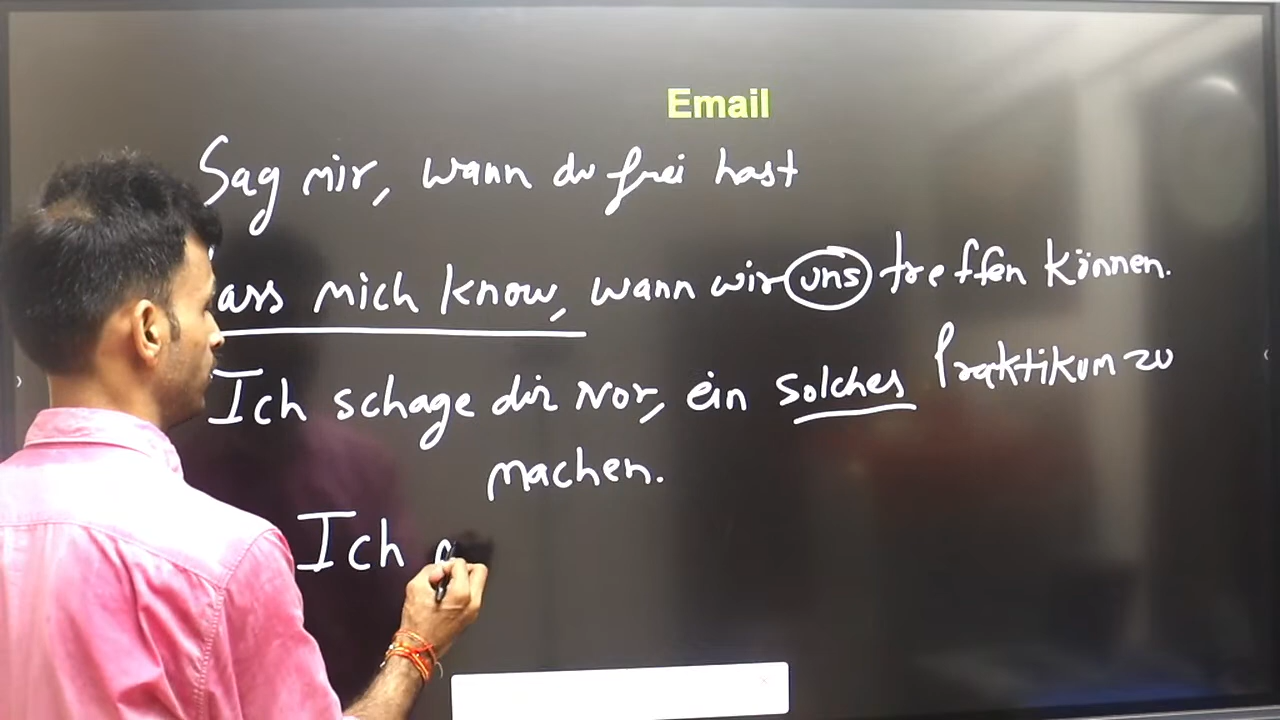 Email
Sag mir, wann du frei hast
ass mich know, wann wir uns treffen können.
Ich schage dir vor, ein solches Praktikum zu
machen.
Ich